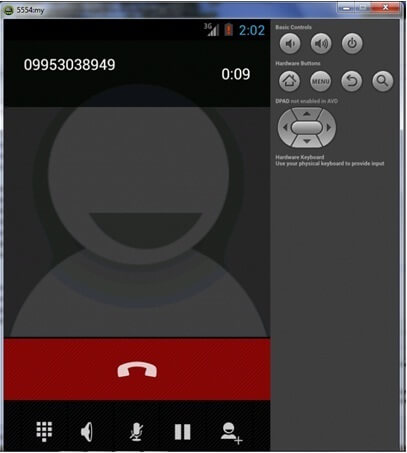 5554:my
3G
2:02
09953038949
0:09
Basic Controls
Hardware Buttons
MENU
DPAD not enabled in AVD
Hardware Keyboard
Use your physical keyboard to provide input